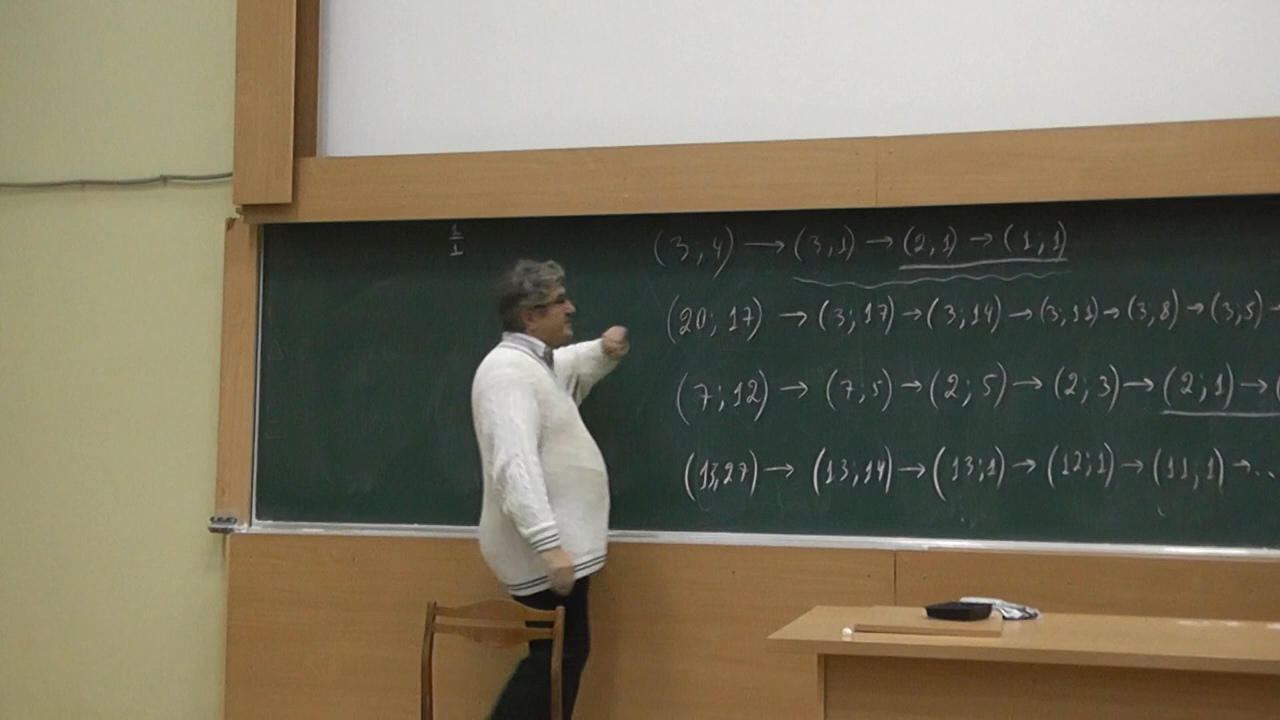 1/1
(3; 4) → (3,1) → (2,1) → (1;1)
(20; 17) → (3; 17) → (3; 14) → (3,11) → (3,8) → (3;5) →
(7; 12) → (7,5) → (2; 5) → (2; 3) → (2;1) → (
(13,27) → (13;14) → (13;1) → (12;1) → (11;1) → ...